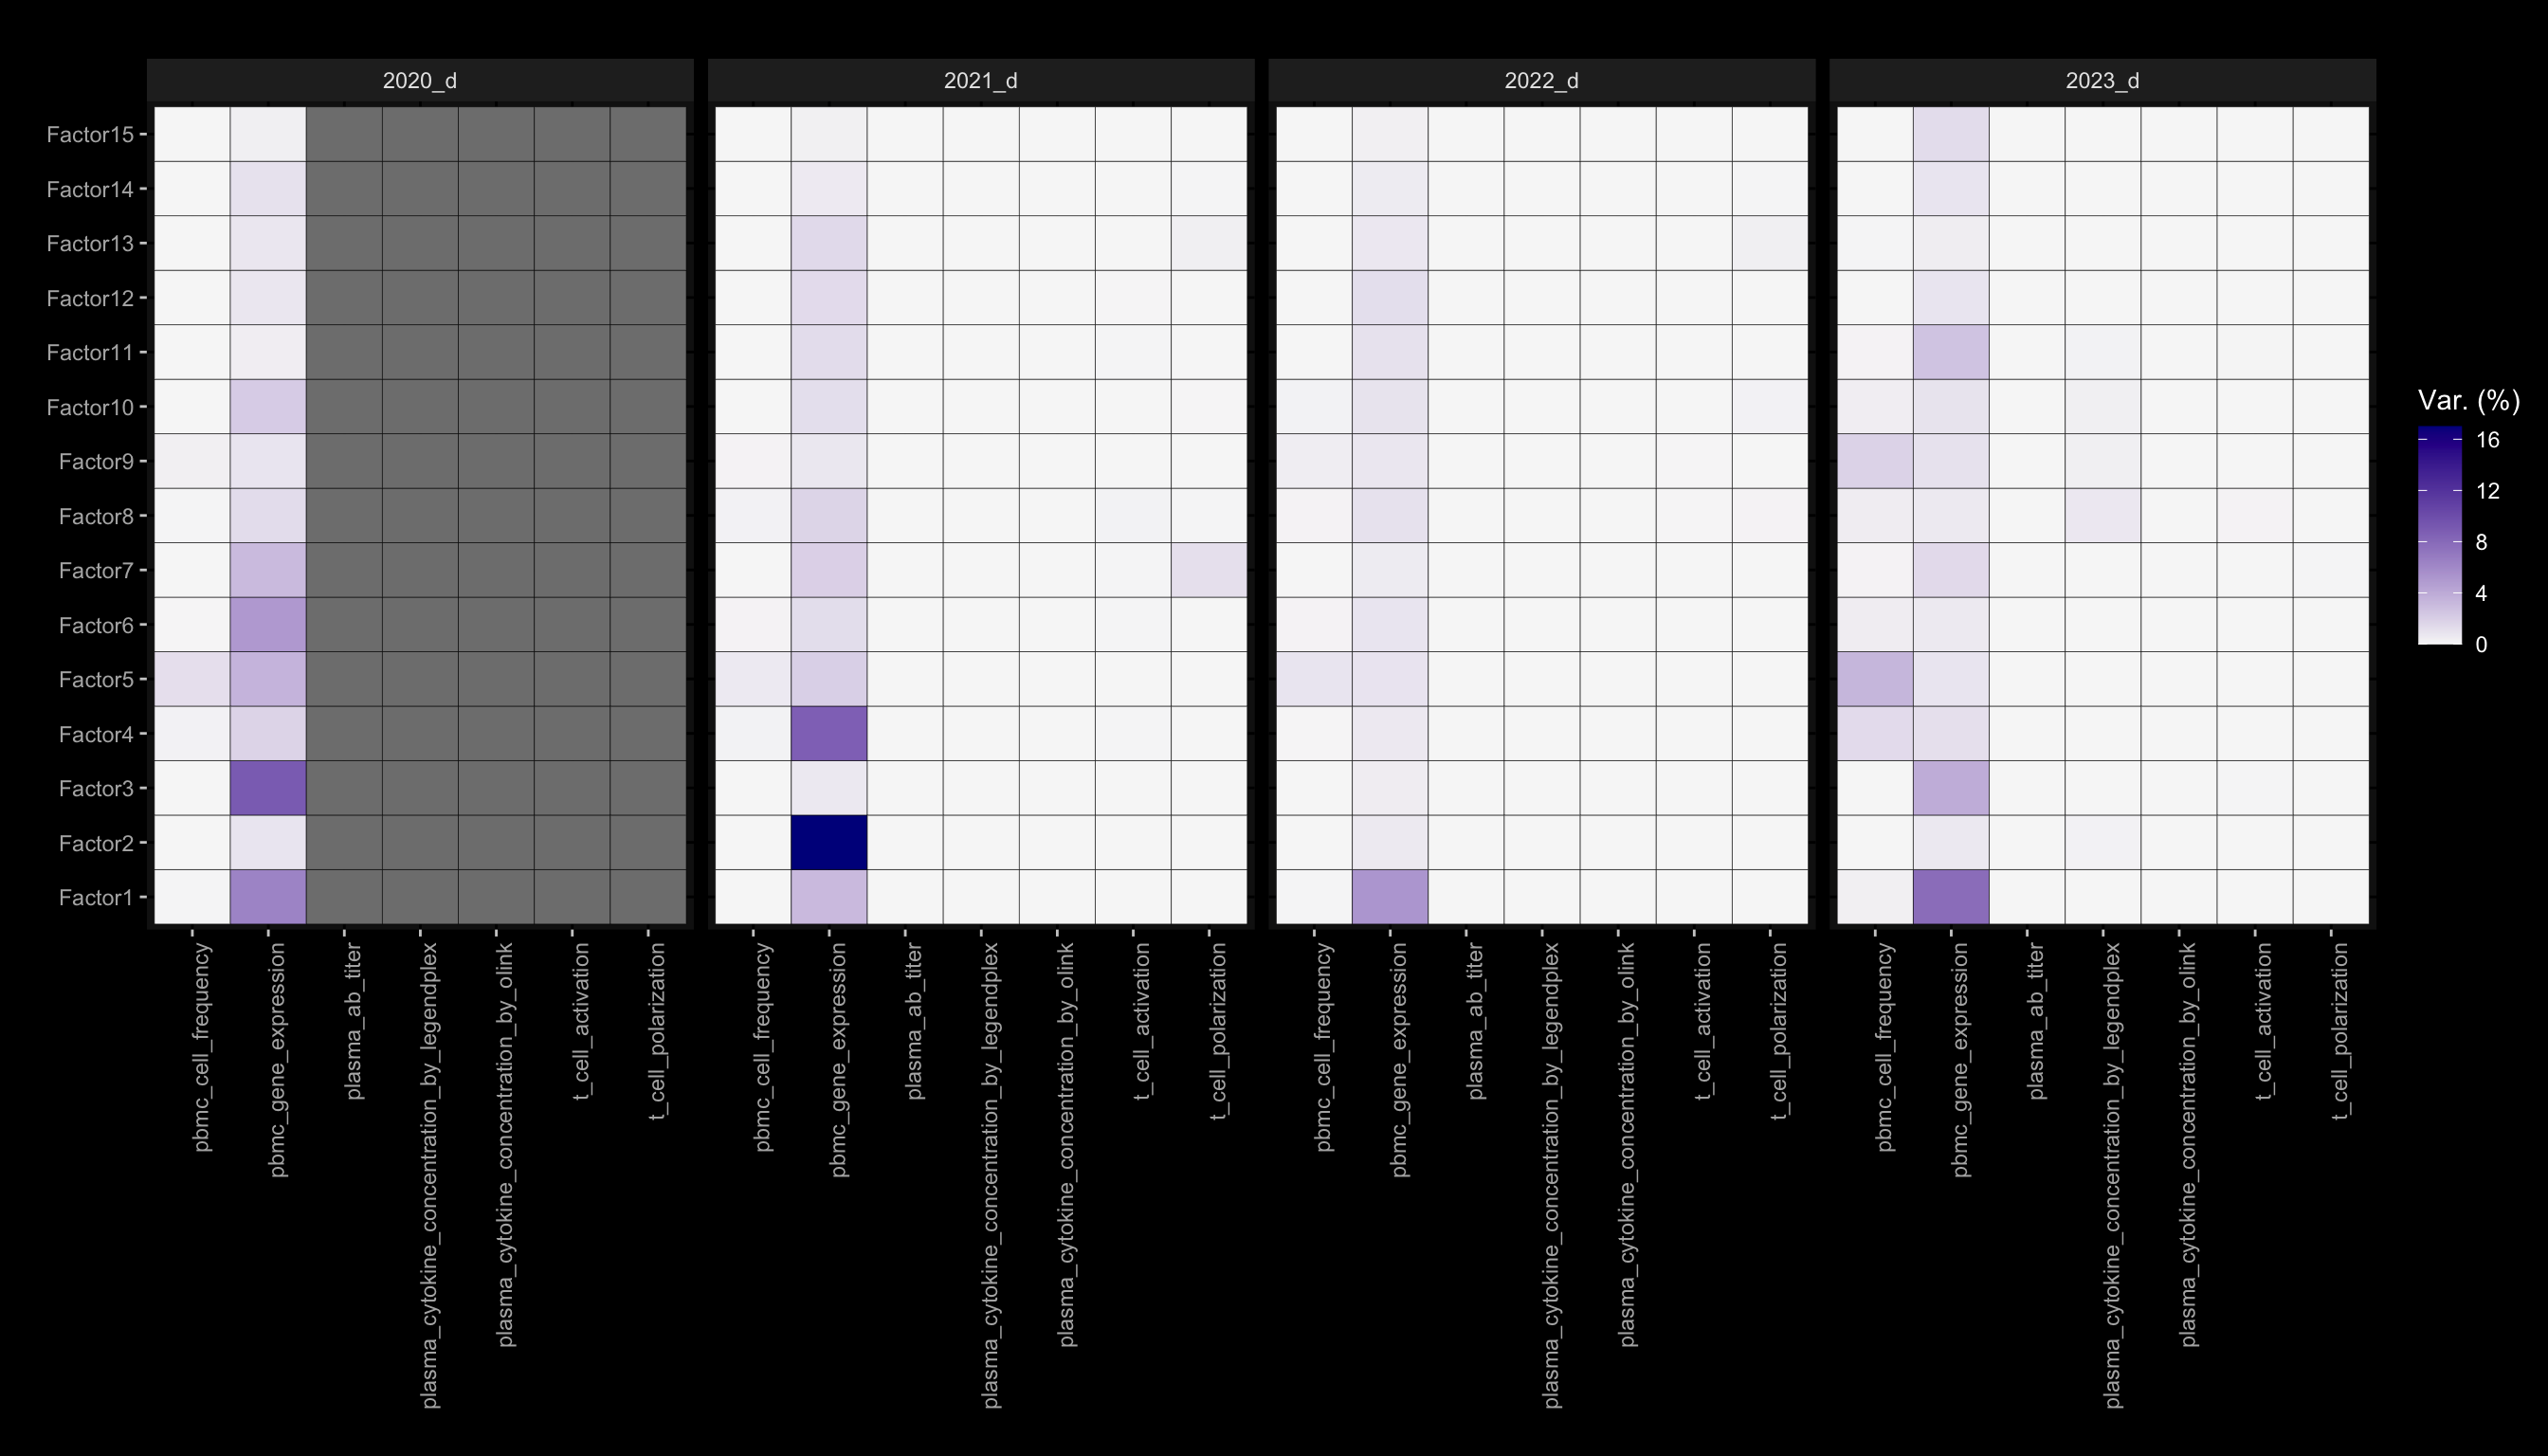 2020_d 2021_d 2022_d 2023_d
Factor15
Factor14
Factor13
Factor12
Factor11
Factor10
Factor9
Factor8
Factor7
Factor6
Factor5
Factor4
Factor3
Factor2
Factor1
Var. (%)
16
12
8
4
0
pbmc_cell_frequency
pbmc_gene_expression
plasma_ab_titer
plasma_cytokine_concentration_by_legendplex
plasma_cytokine_concentration_by_olink
t_cell_activation
t_cell_polarization
pbmc_cell_frequency
pbmc_gene_expression
plasma_ab_titer
plasma_cytokine_concentration_by_legendplex
plasma_cytokine_concentration_by_olink
t_cell_activation
t_cell_polarization
pbmc_cell_frequency
pbmc_gene_expression
plasma_ab_titer
plasma_cytokine_concentration_by_legendplex
plasma_cytokine_concentration_by_olink
t_cell_activation
t_cell_polarization
pbmc_cell_frequency
pbmc_gene_expression
plasma_ab_titer
plasma_cytokine_concentration_by_legendplex
plasma_cytokine_concentration_by_olink
t_cell_activation
t_cell_polarization